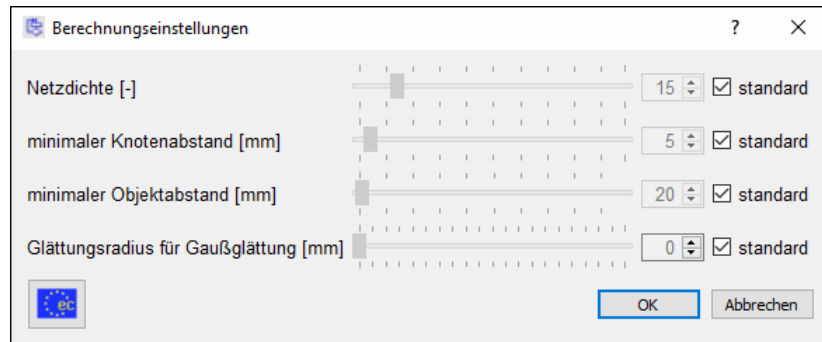 Berechnungseinstellungen ?
Netzdichte [-] 15 standard
minimaler Knotenabstand [mm] 5 standard
minimaler Objektabstand [mm] 20 standard
Glättungsradius für Gaußglättung [mm] 0 standard
ec OK Abbrechen